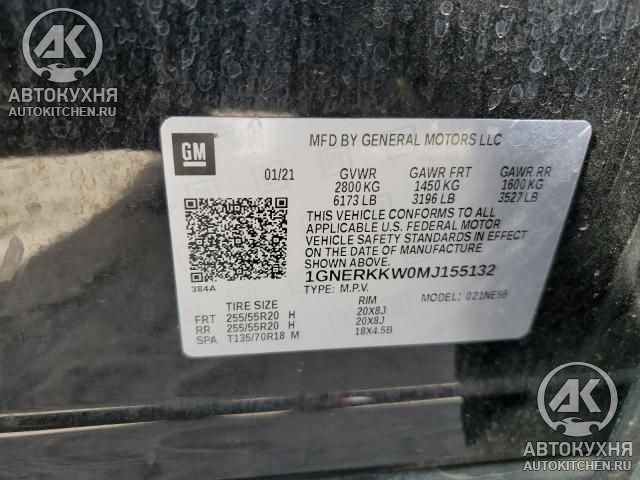 AK
АВТОКУХНЯ
AUTOKITCHEN.RU
GM
MFD BY GENERAL MOTORS LLC
01/21 GVWR GAWR FRT GAWR RR
2800 KG 1450 KG 1600 KG
6173 LB 3196 LB 3527 LB
THIS VEHICLE CONFORMS TO ALL
APPLICABLE U.S. FEDERAL MOTOR
VEHICLE SAFETY STANDARDS IN EFFECT
ON THE DATE OF MANUFACTURE
SHOWN ABOVE.
384A
1GNERKKW0MJ155132
TYPE: M.P.V. MODEL: 021NE56
TIRE SIZE RIM
FRT 255/55R20 H 20X8J
RR 255/55R20 H 20X8J
SPA T135/70R18 M 18X4.5B
AK
АВТОКУХНЯ
AUTOKITCHEN.RU